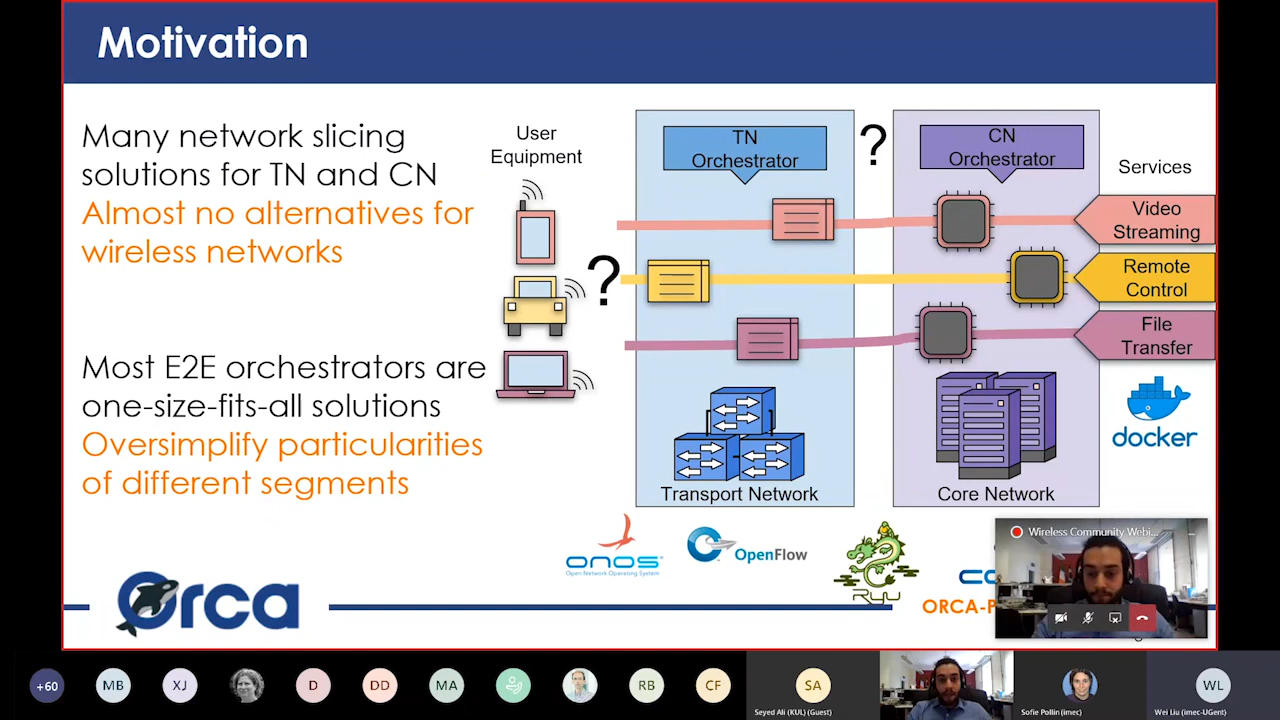 Motivation
Many network slicing
solutions for TN and CN
Almost no alternatives for
wireless networks
Most E2E orchestrators are
one-size-fits-all solutions
Oversimplify particularities
of different segments
User
Equipment
TN
Orchestrator
?
CN
Orchestrator
Services
Video
Streaming
?
Remote
Control
File
Transfer
docker
Transport Network
Core Network
onos
Open Network Operating System
OpenFlow
RYU
Orca
ORCA-P
Wireless Community Webi...
+60
MB
XJ
D
DD
MA
RB
CF
SA
WL
Seyed Ali (KUL) (Guest)
Sofie Pollin (imec)
Wei Liu (imec-UGent)